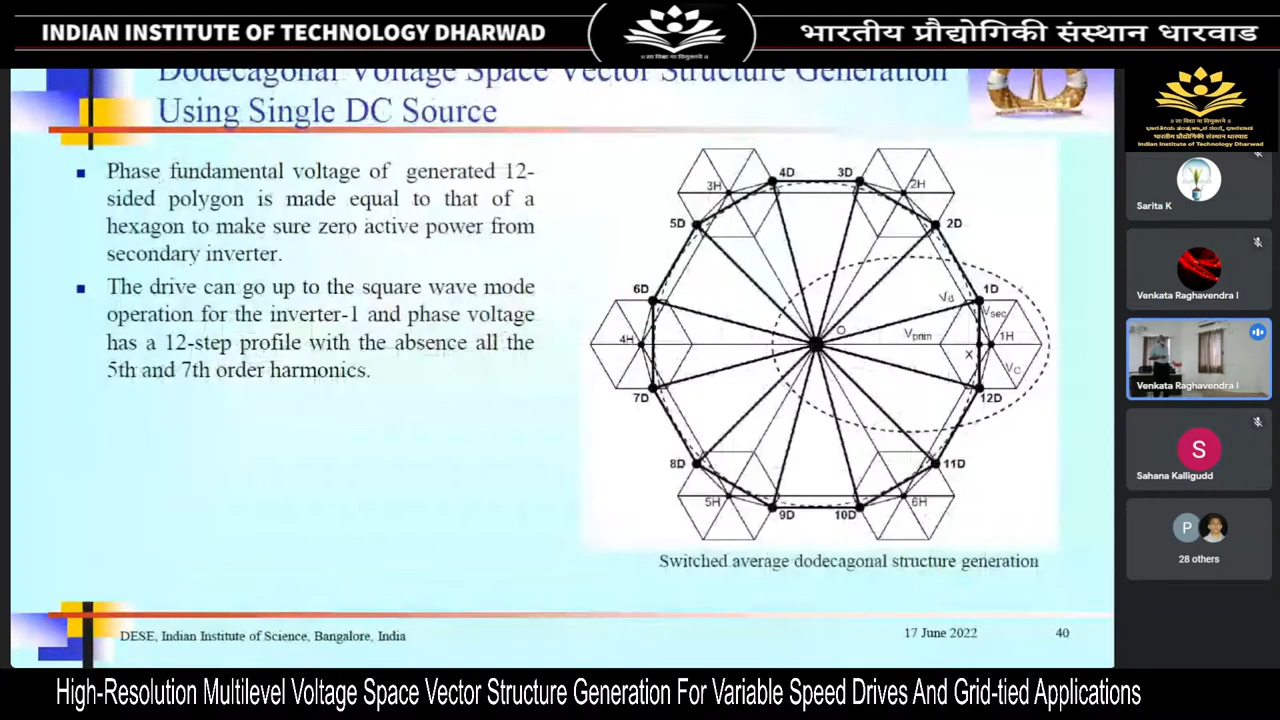 INDIAN INSTITUTE OF TECHNOLOGY DHARWAD
भारतीय प्रौद्योगिकी संस्थान धारवाड
Dodecagonal Voltage Space Vector Structure Generation
Using Single DC Source
Phase fundamental voltage of generated 12-
sided polygon is made equal to that of a
hexagon to make sure zero active power from
secondary inverter.
The drive can go up to the square wave mode
operation for the inverter-1 and phase voltage
has a 12-step profile with the absence all the
5th and 7th order harmonics.
4D 3D
3H 2H
5D 2D
6D 1D
Vd Vsec
O
Vprim 1H
4H X
VC
7D 12D
8D 11D
5H 6H
9D 10D
Switched average dodecagonal structure generation
DESE, Indian Institute of Science, Bangalore, India
17 June 2022
40
Indian Institute of Technology Dharwad
Sarita K
Venkata Raghavendra I
Venkata Raghavendra I
S
Sahana Kalligudd
P
28 others
High-Resolution Multilevel Voltage Space Vector Structure Generation For Variable Speed Drives And Grid-tied Applications